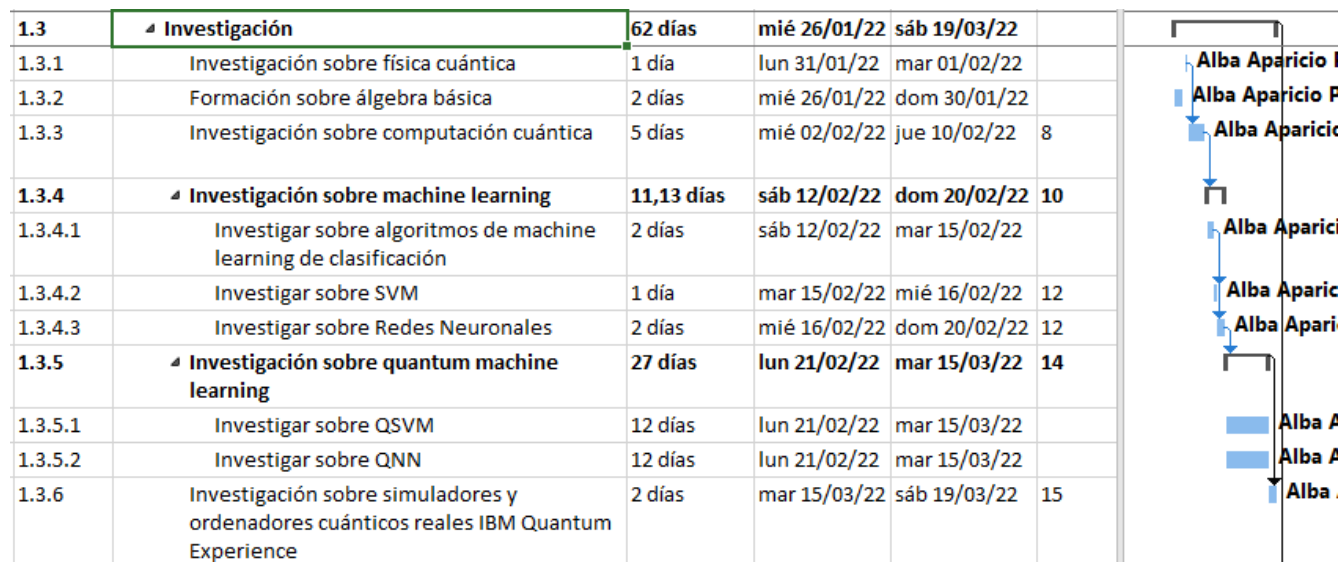 1.3 Investigación 62 días mié 26/01/22 sáb 19/03/22
1.3.1 Investigación sobre física cuántica 1 día lun 31/01/22 mar 01/02/22 Alba Aparicio
1.3.2 Formación sobre álgebra básica 2 días mié 26/01/22 dom 30/01/22 Alba Aparicio P
1.3.3 Investigación sobre computación cuántica 5 días mié 02/02/22 jue 10/02/22 8 Alba Aparicio
1.3.4 Investigación sobre machine learning 11,13 días sáb 12/02/22 dom 20/02/22 10
1.3.4.1 Investigar sobre algoritmos de machine 2 días sáb 12/02/22 mar 15/02/22 Alba Aparici
learning de clasificación
1.3.4.2 Investigar sobre SVM 1 día mar 15/02/22 mié 16/02/22 12 Alba Aparic
1.3.4.3 Investigar sobre Redes Neuronales 2 días mié 16/02/22 dom 20/02/22 12 Alba Apari
1.3.5 Investigación sobre quantum machine 27 días lun 21/02/22 mar 15/03/22 14
learning
1.3.5.1 Investigar sobre QSVM 12 días lun 21/02/22 mar 15/03/22 Alba A
1.3.5.2 Investigar sobre QNN 12 días lun 21/02/22 mar 15/03/22 Alba A
1.3.6 Investigación sobre simuladores y 2 días mar 15/03/22 sáb 19/03/22 15 Alba
ordenadores cuánticos reales IBM Quantum
Experience